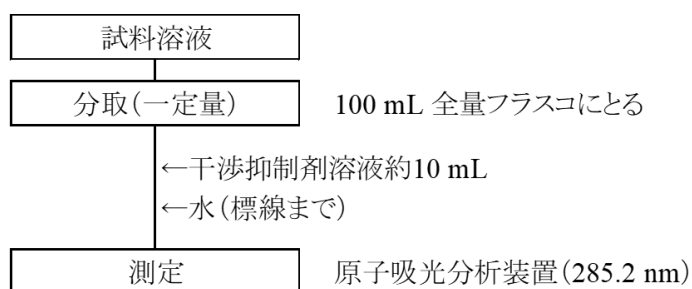 試料溶液
分取(一定量) 100 mL 全量フラスコにとる
←干渉抑制剤溶液約10 mL
←水(標線まで)
測定 原子吸光分析装置(285.2 nm)